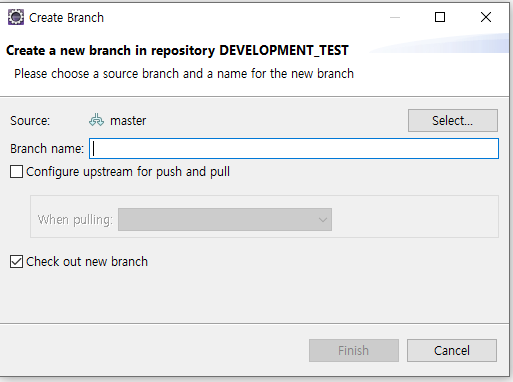 Create Branch
Create a new branch in repository DEVELOPMENT_TEST
Please choose a source branch and a name for the new branch
Source: master Select...
Branch name:
Configure upstream for push and pull
When pulling:
Check out new branch
Finish Cancel